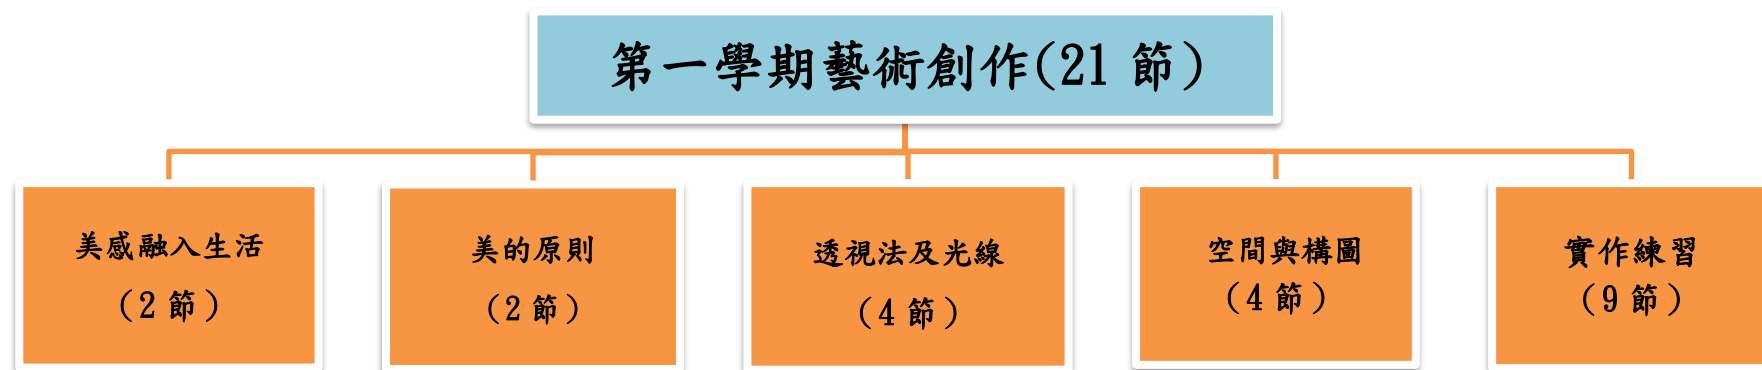 第一學期藝術創作(21 節)
美感融入生活
(2 節)
美的原則
(2 節)
透視法及光線
(4 節)
空間與構圖
(4 節)
實作練習
(9 節)